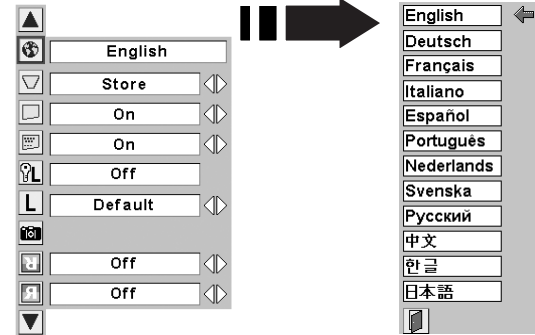 English
Store
On
On
L
Off
L
Default
Off
R
Off
English
Deutsch
Français
Italiano
Español
Português
Nederlands
Svenska
Русский
中文
한글
日本語